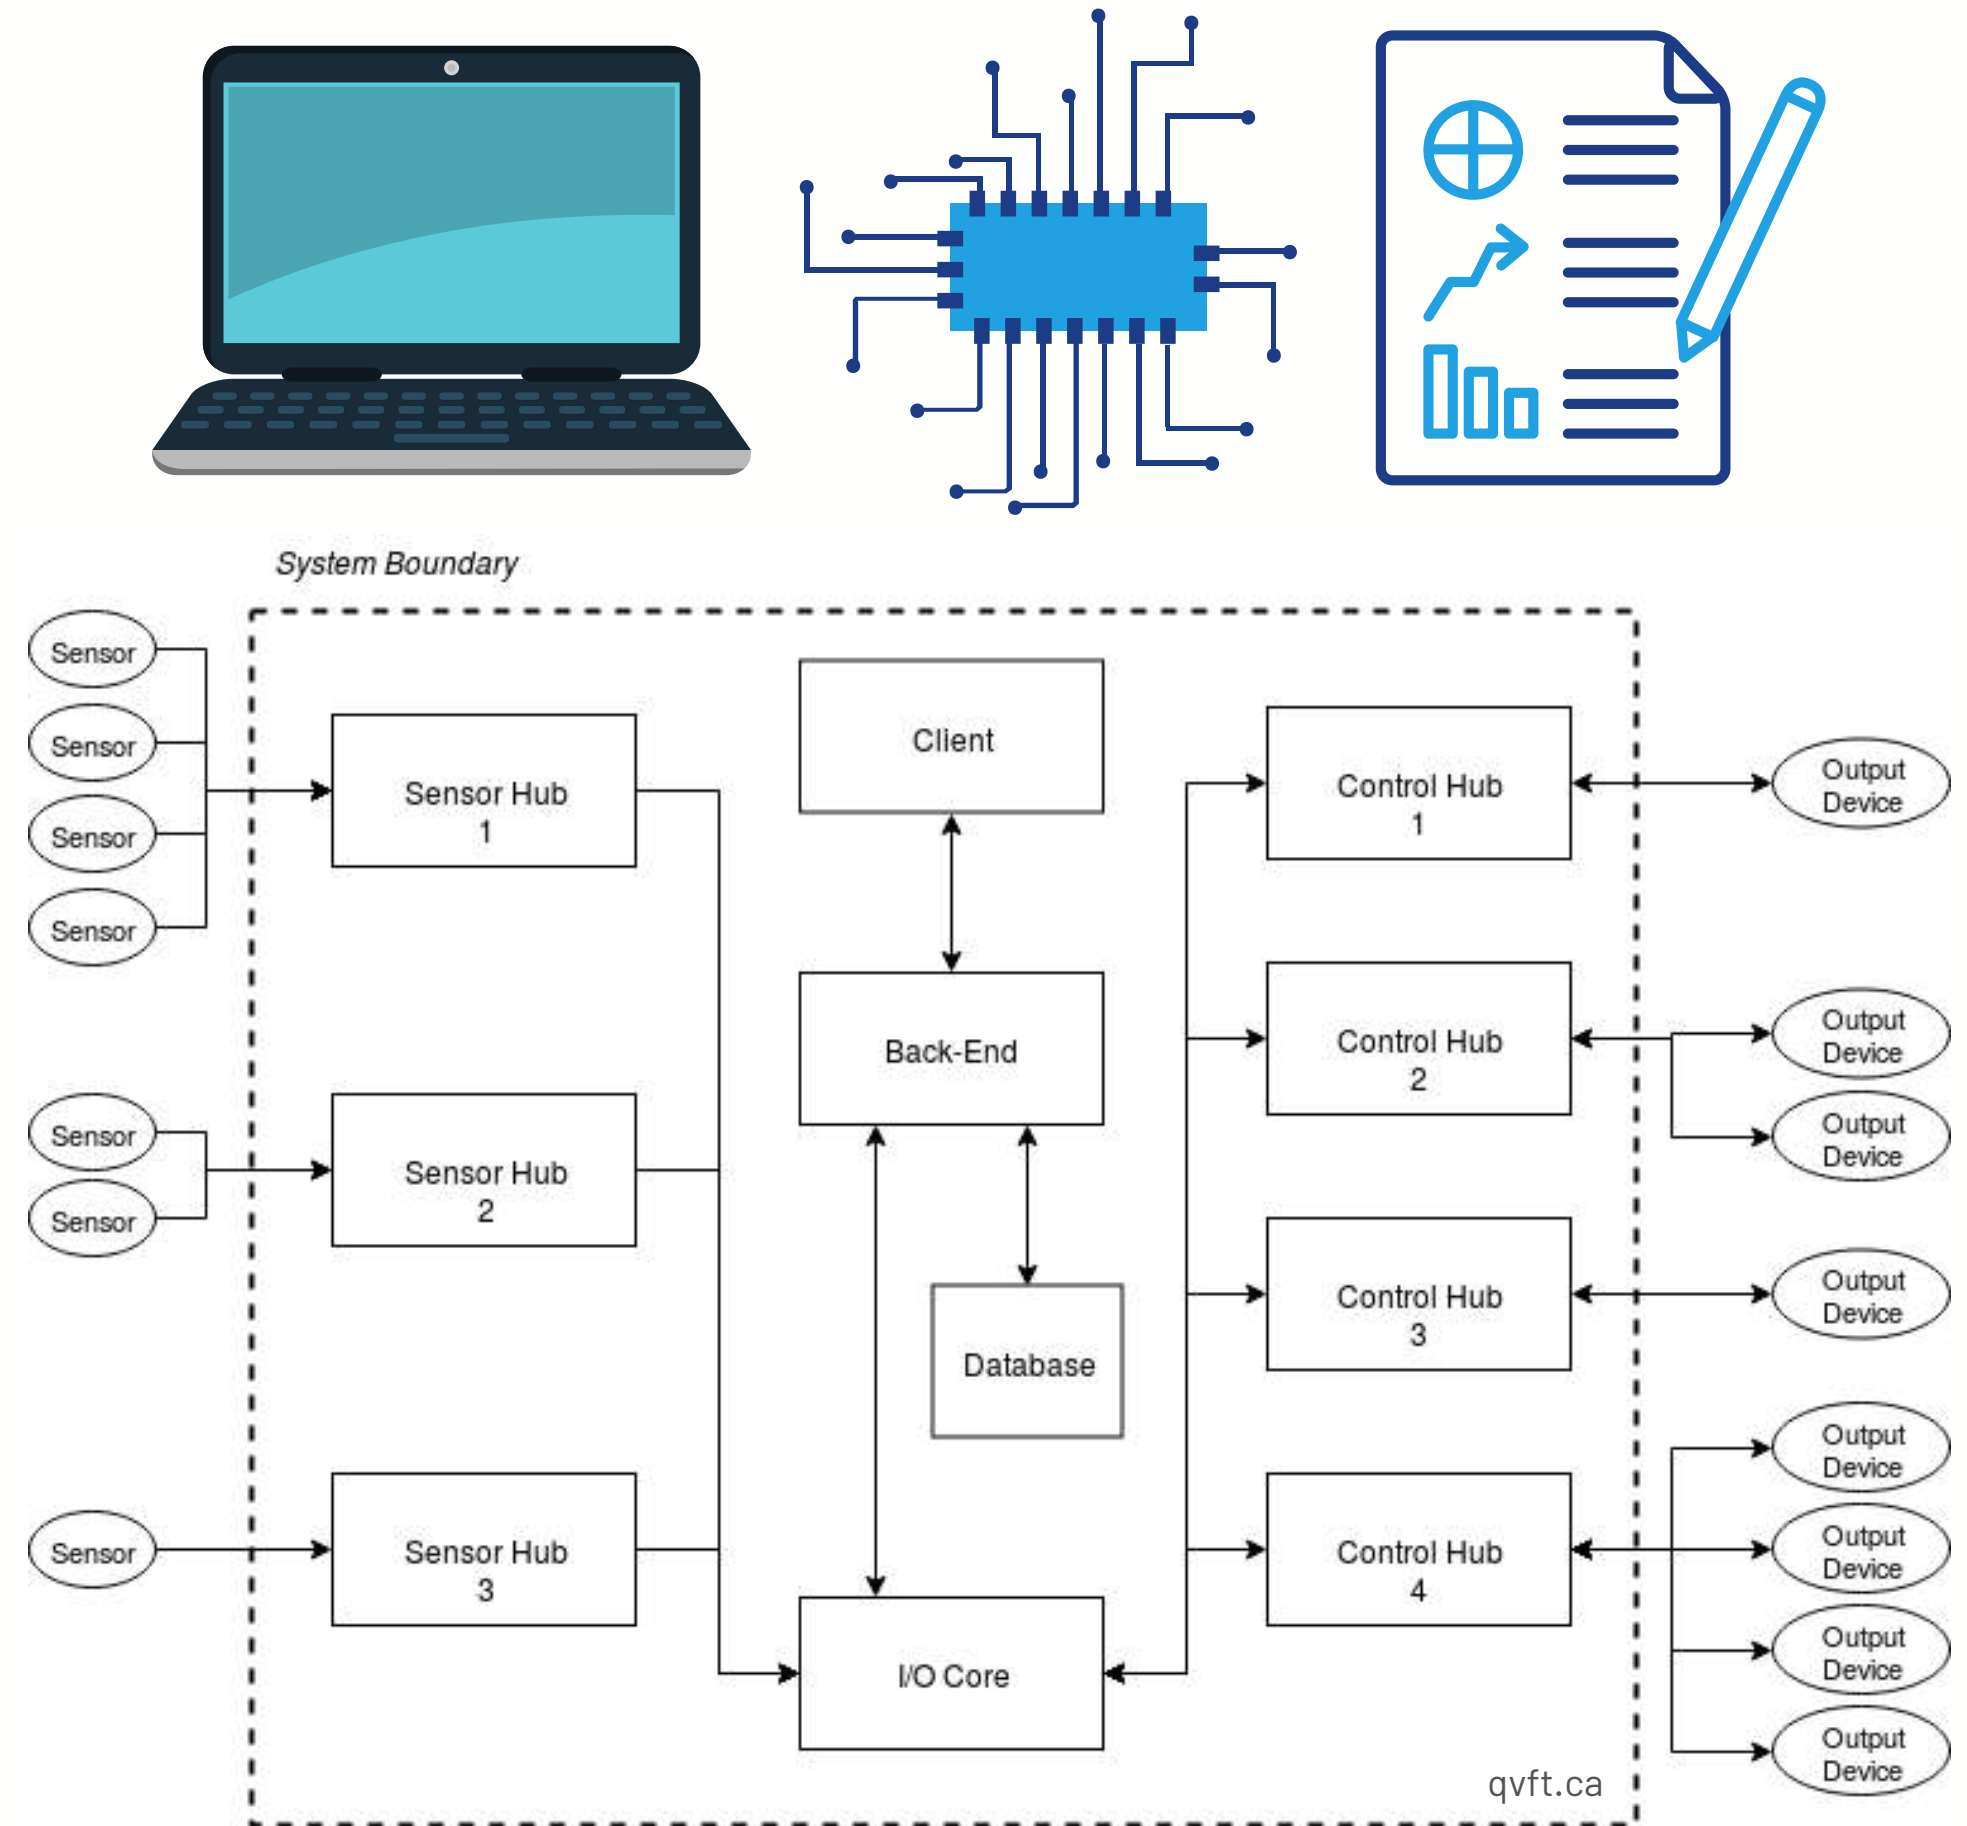 System Boundary
Sensor
Sensor
Sensor
Sensor
Sensor Hub
1
Client
Control Hub
1
Output
Device
Back-End
Control Hub
2
Output
Device
Output
Device
Sensor
Sensor
Sensor Hub
2
Database
Control Hub
3
Output
Device
Sensor
Sensor Hub
3
I/O Core
Control Hub
4
Output
Device
Output
Device
Output
Device
Output
Device
qvft.ca